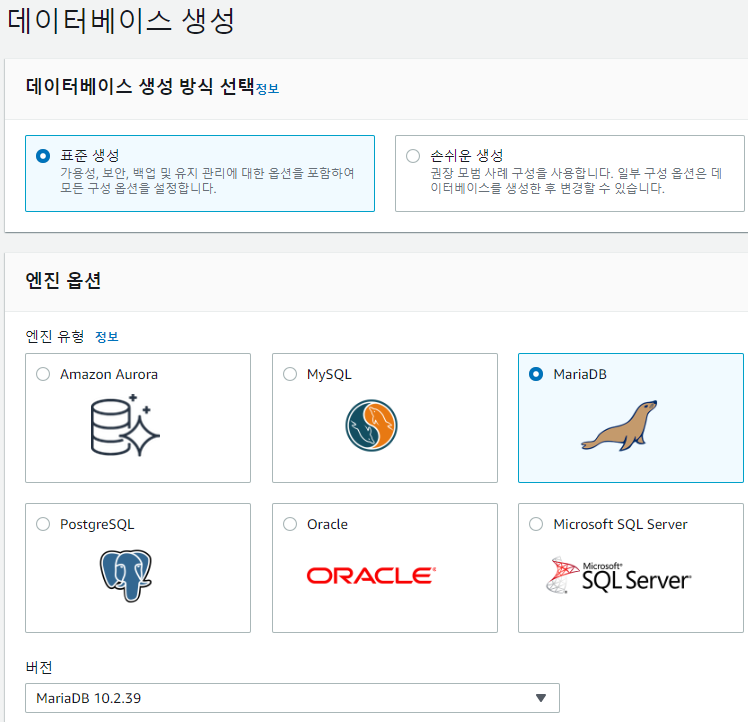 데이터베이스 생성
데이터베이스 생성 방식 선택정보
표준 생성
가용성, 보안, 백업 및 유지 관리에 대한 옵션을 포함하여
모든 구성 옵션을 설정합니다.
손쉬운 생성
권장 모범 사례 구성을 사용합니다. 일부 구성 옵션은 데
이터베이스를 생성한 후 변경할 수 있습니다.
엔진 옵션
엔진 유형 정보
Amazon Aurora
MySQL
MariaDB
PostgreSQL
Oracle
ORACLE®
Microsoft SQL Server
Microsoft®
SQL Server®
버전
MariaDB 10.2.39